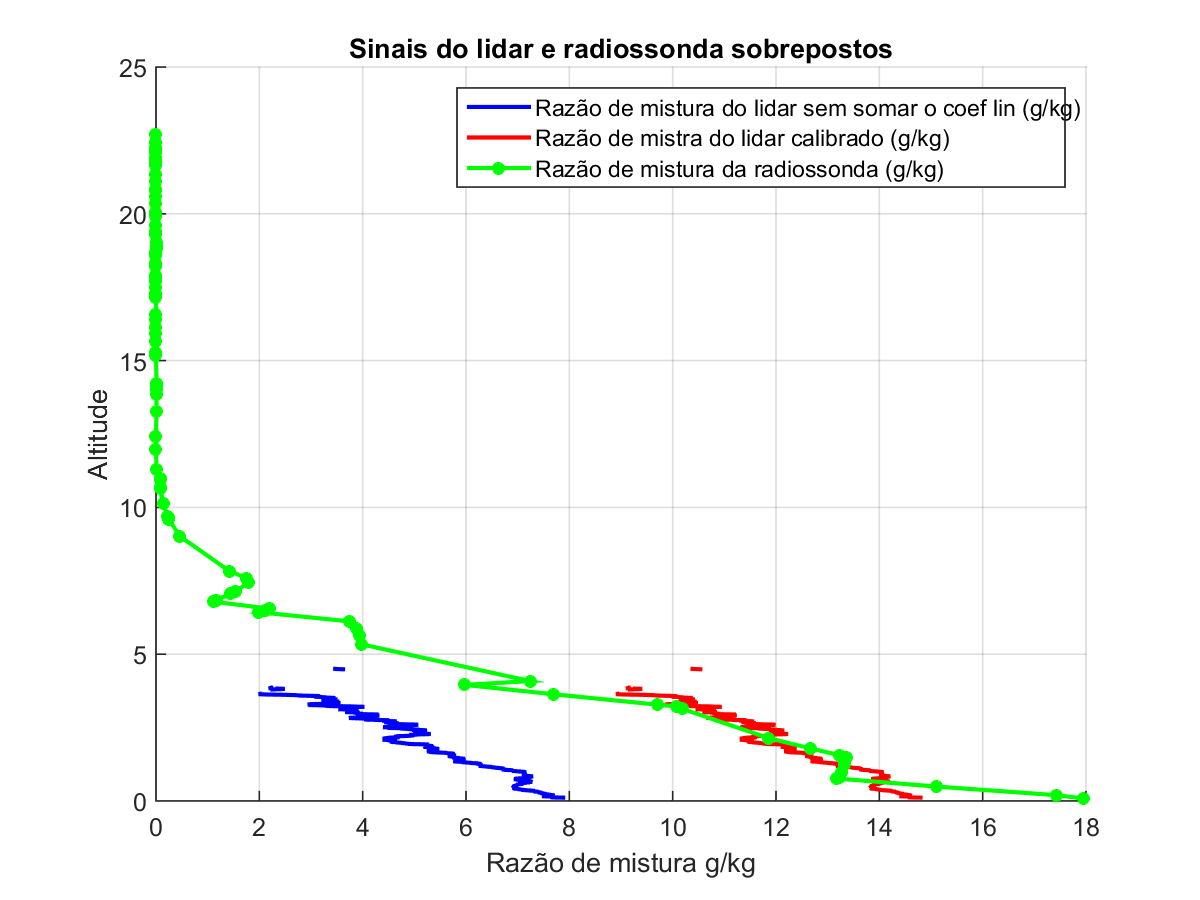 Sinais do lidar e radiossonda sobrepostos
25
Razão de mistura do lidar sem somar o coef lin (g/kg)
Razão de mistra do lidar calibrado (g/kg)
Razão de mistura da radiossonda (g/kg)
20
15
Altitude
10
5
0
0 2 4 6 8 10 12 14 16 18
Razão de mistura g/kg